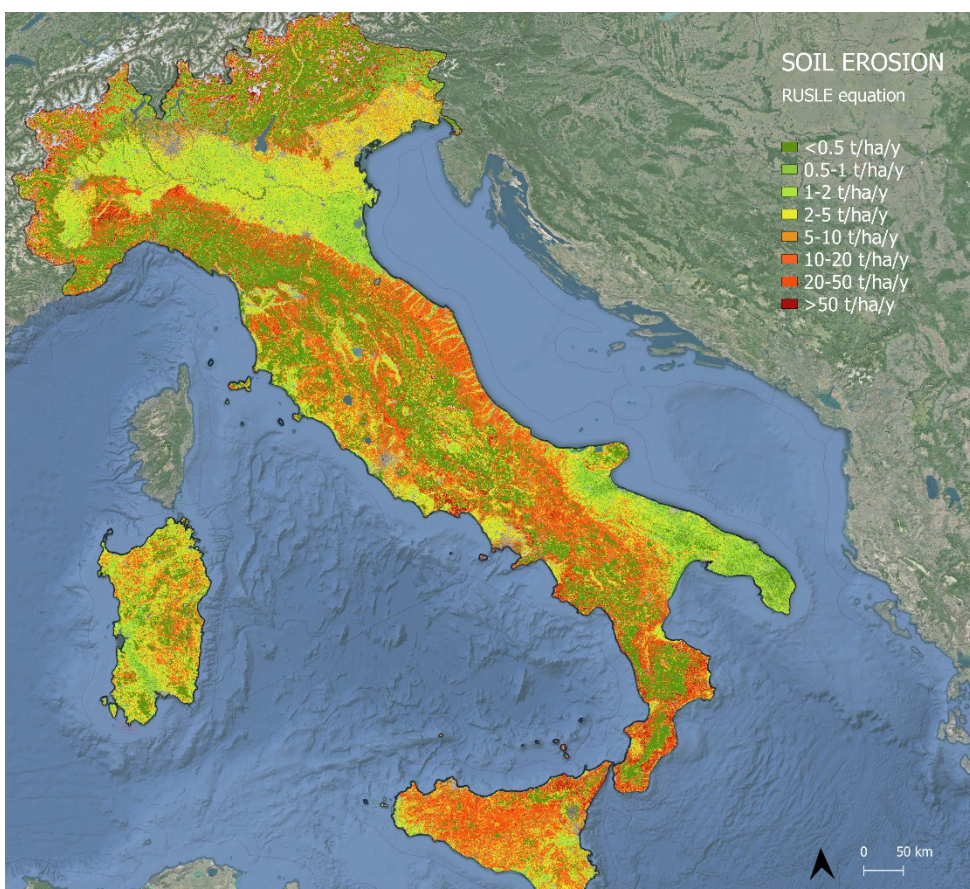 SOIL EROSION
RUSLE equation
<0.5 t/ha/y
0.5-1 t/ha/y
1-2 t/ha/y
2-5 t/ha/y
5-10 t/ha/y
10-20 t/ha/y
20-50 t/ha/y
>50 t/ha/y
0 50 km